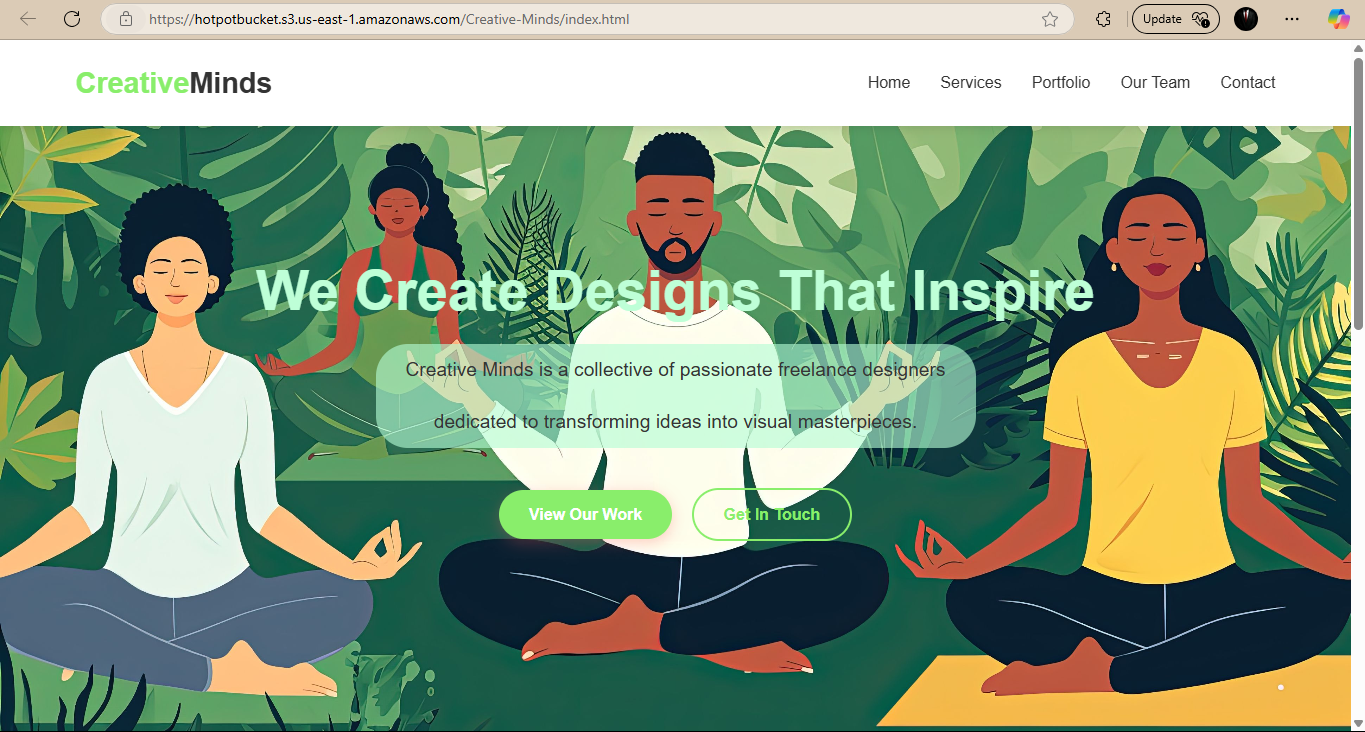 https://hotpotbucket.s3.us-east-1.amazonaws.com/Creative-Minds/index.html
Update
CreativeMinds
Home Services Portfolio Our Team Contact
We Create Designs That Inspire
Creative Minds is a collective of passionate freelance designers
dedicated to transforming ideas into visual masterpieces.
View Our Work Get In Touch